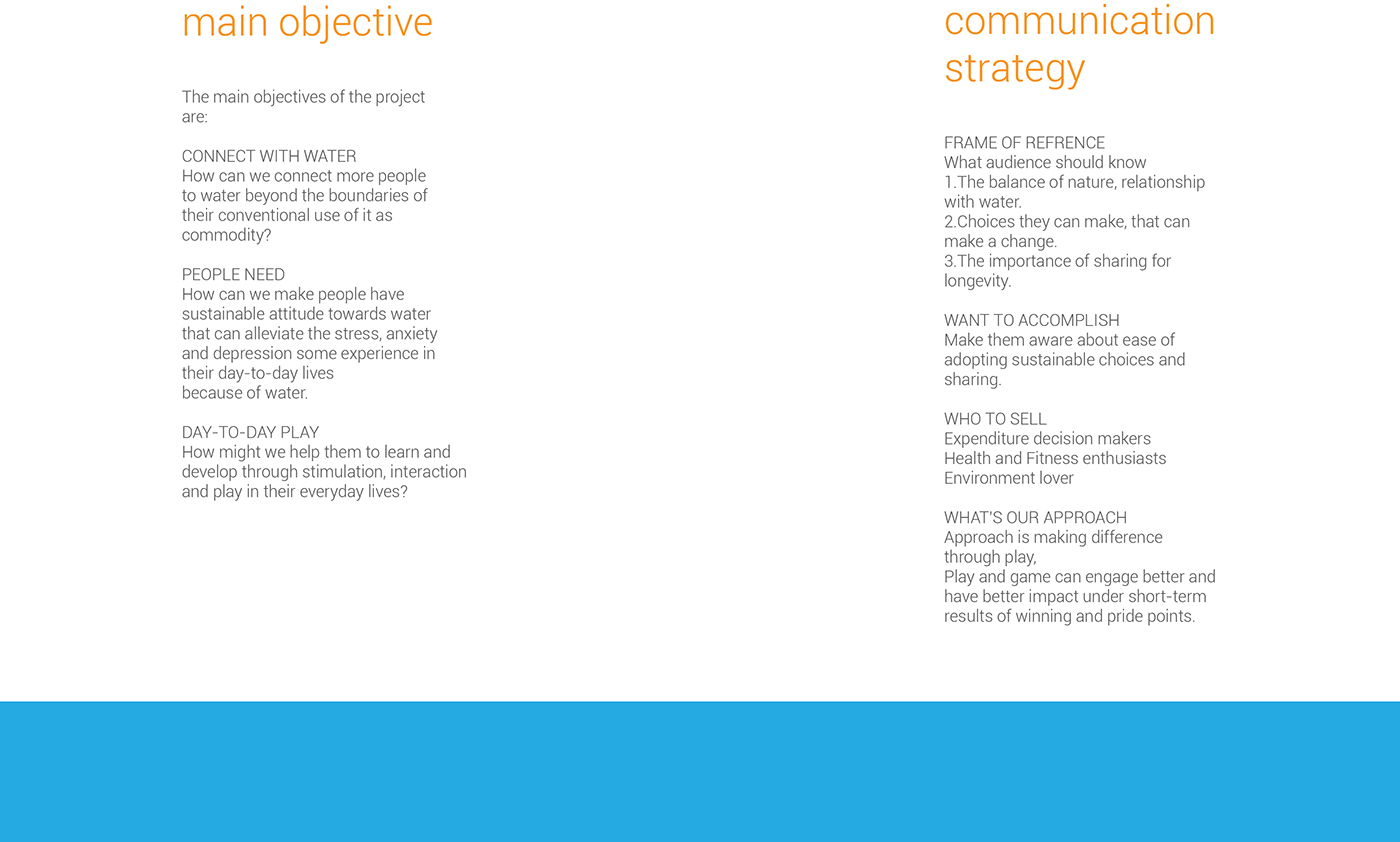 main objective
The main objectives of the project
are:
CONNECT WITH WATER
How can we connect more people
to water beyond the boundaries of
their conventional use of it as
commodity?
PEOPLE NEED
How can we make people have
sustainable attitude towards water
that can alleviate the stress, anxiety
and depression some experience in
their day-to-day lives
because of water.
DAY-TO-DAY PLAY
How might we help them to learn and
develop through stimulation, interaction
and play in their everyday lives?
communication
strategy
FRAME OF REFRENCE
What audience should know
1.The balance of nature, relationship
with water.
2.Choices they can make, that can
make a change.
3.The importance of sharing for
longevity.
WANT TO ACCOMPLISH
Make them aware about ease of
adopting sustainable choices and
sharing.
WHO TO SELL
Expenditure decision makers
Health and Fitness enthusiasts
Environment lover
WHAT'S OUR APPROACH
Approach is making difference
through play,
Play and game can engage better and
have better impact under short-term
results of winning and pride points.